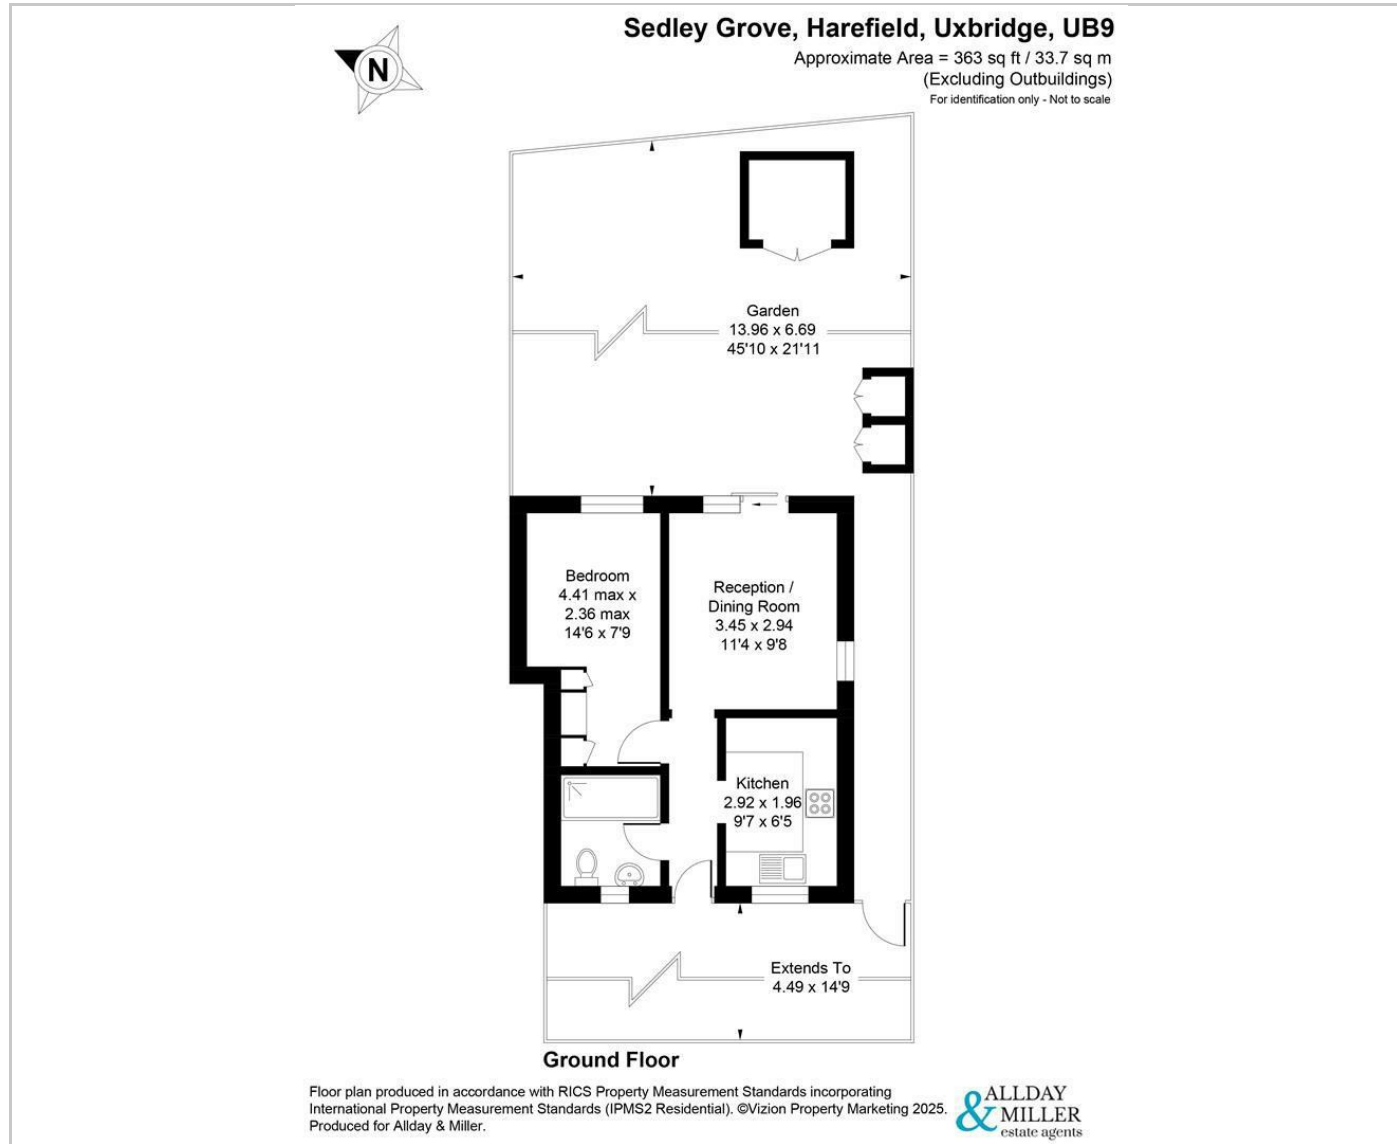 Sedley Grove, Harefield, Uxbridge, UB9
Approximate Area = 363 sq ft / 33.7 sq m
(Excluding Outbuildings)
For identification only - Not to scale
N
Garden
13.96 x 6.69
45'10 x 21'11
Bedroom
4.41 max x
2.36 max
14'6 x 7'9
Reception /
Dining Room
3.45 x 2.94
11'4 x 9'8
Kitchen
2.92 x 1.96
9'7 x 6'5
Extends To
4.49 x 14'9
Ground Floor
Floor plan produced in accordance with RICS Property Measurement Standards incorporating
International Property Measurement Standards (IPMS2 Residential). ©Vizion Property Marketing 2025.
Produced for Allday & Miller.
ALLDAY
& MILLER
estate agents